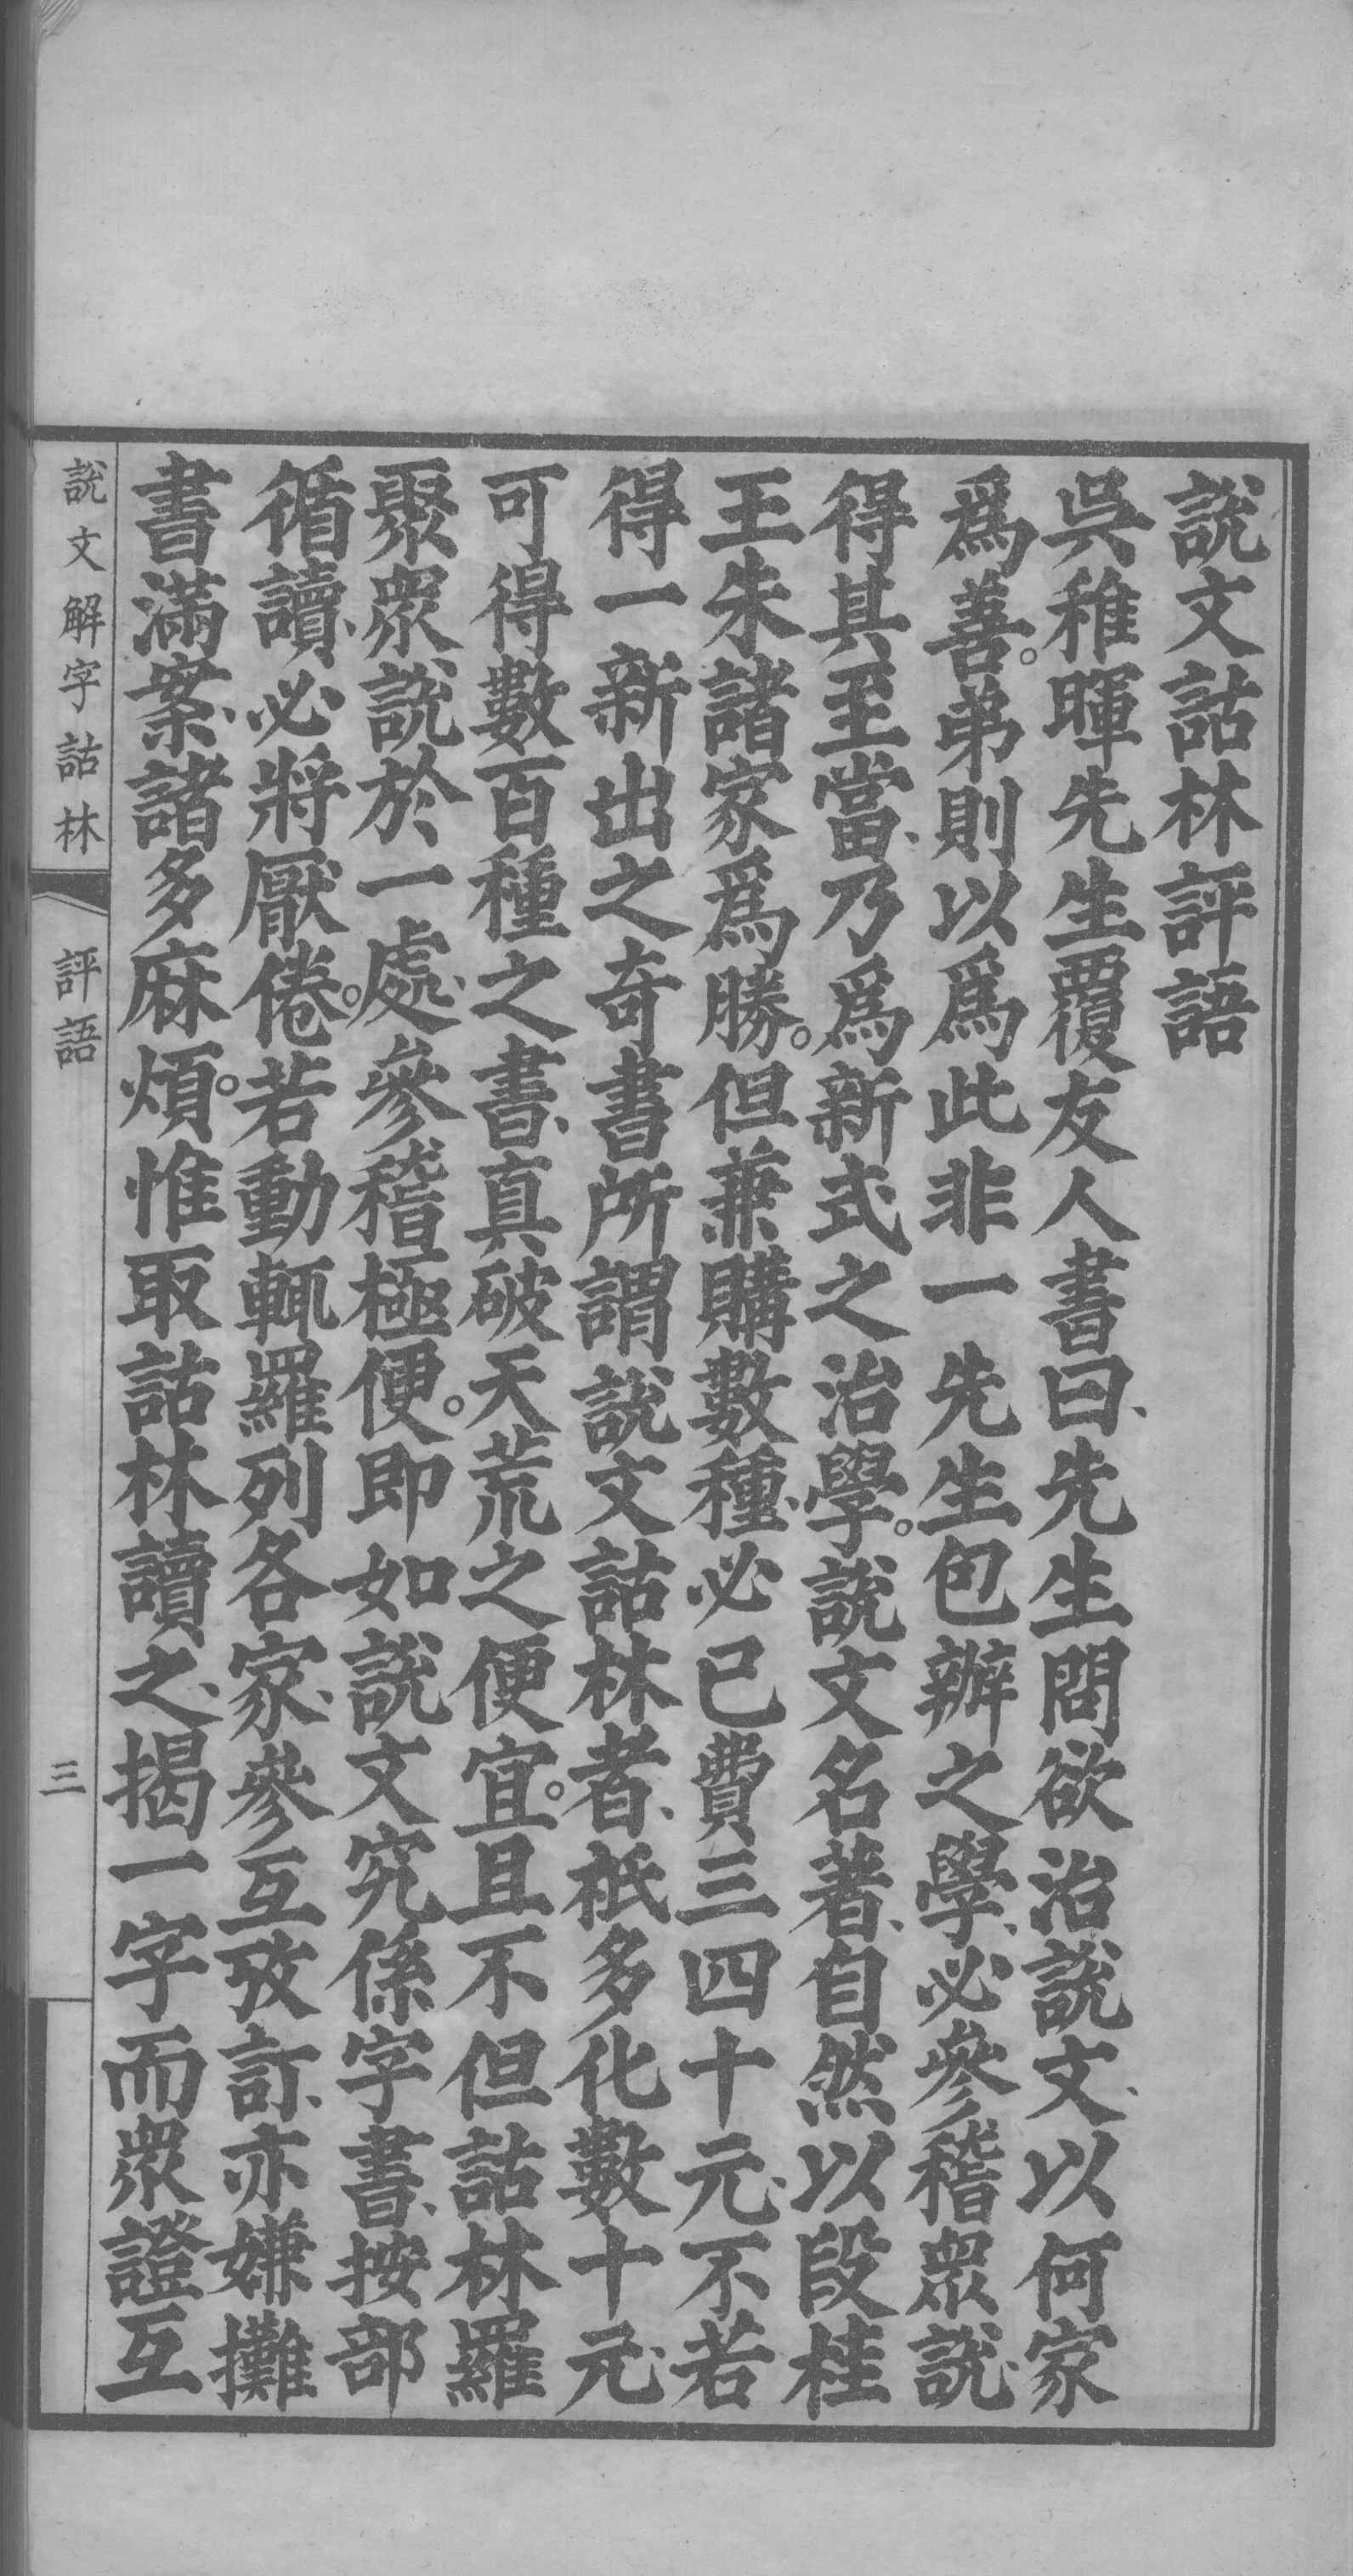 說文詁林評語
吳稚暉先生覆友人書曰、先生問欲治說文、以何家
爲善。弟則以爲此非一先生包辦之學、必參稽眾說、
得其至當、乃爲新式之治學。說文名著、自然以段桂
王朱諸家爲勝。但兼購數種、必已費三四十元、不若
得一新出之奇書所謂說文詁林者、祇多化數十元、
可得數百種之書、真破天荒之便宜。且不但詁林羅
聚眾說於一處、參稽極便。即如說文究係字書、按部
循讀、必將厭倦。若動輒羅列各家、參互攷訂、亦嫌攤
書滿案、諸多麻煩。惟取詁林讀之、揭一字而眾證互
說文解字詁林
評語
三